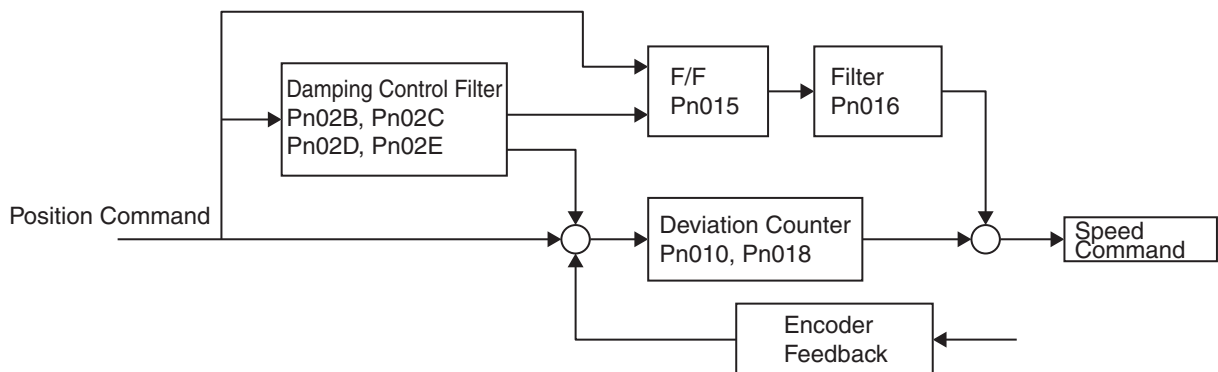 Damping Control Filter
Pn02B, Pn02C
Pn02D, Pn02E
F/F
Pn015
Filter
Pn016
Position Command
Deviation Counter
Pn010, Pn018
Speed
Command
Encoder
Feedback